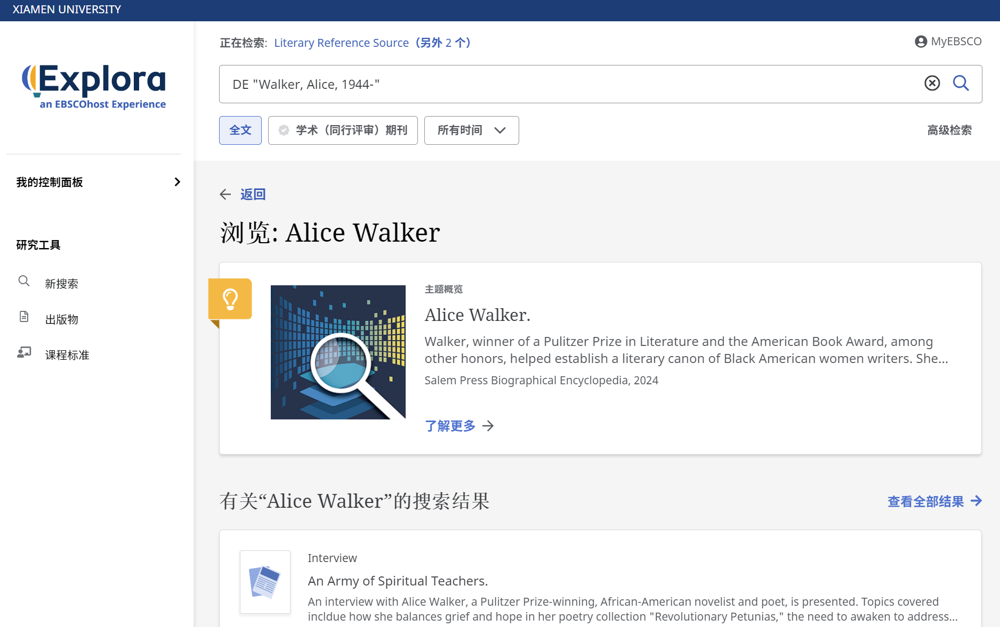 XIAMEN UNIVERSITY
Explora
an EBSCOhost Experience
我的控制面板
研究工具
新搜索
出版物
课程标准
正在检索: Literary Reference Source（另外 2 个）
MyEBSCO
DE "Walker, Alice, 1944-"
全文
学术（同行评审）期刊
所有时间
高级检索
返回
浏览: Alice Walker
主题概览
Alice Walker.
Walker, winner of a Pulitzer Prize in Literature and the American Book Award, among
other honors, helped establish a literary canon of Black American women writers. She...
Salem Press Biographical Encyclopedia, 2024
了解更多
有关“Alice Walker”的搜索结果
查看全部结果
Interview
An Army of Spiritual Teachers.
An interview with Alice Walker, a Pulitzer Prize-winning, African-American novelist and poet, is presented. Topics covered
incldue how she balances grief and hope in her poetry collection "Revolutionary Petunias," the need to awaken to address...